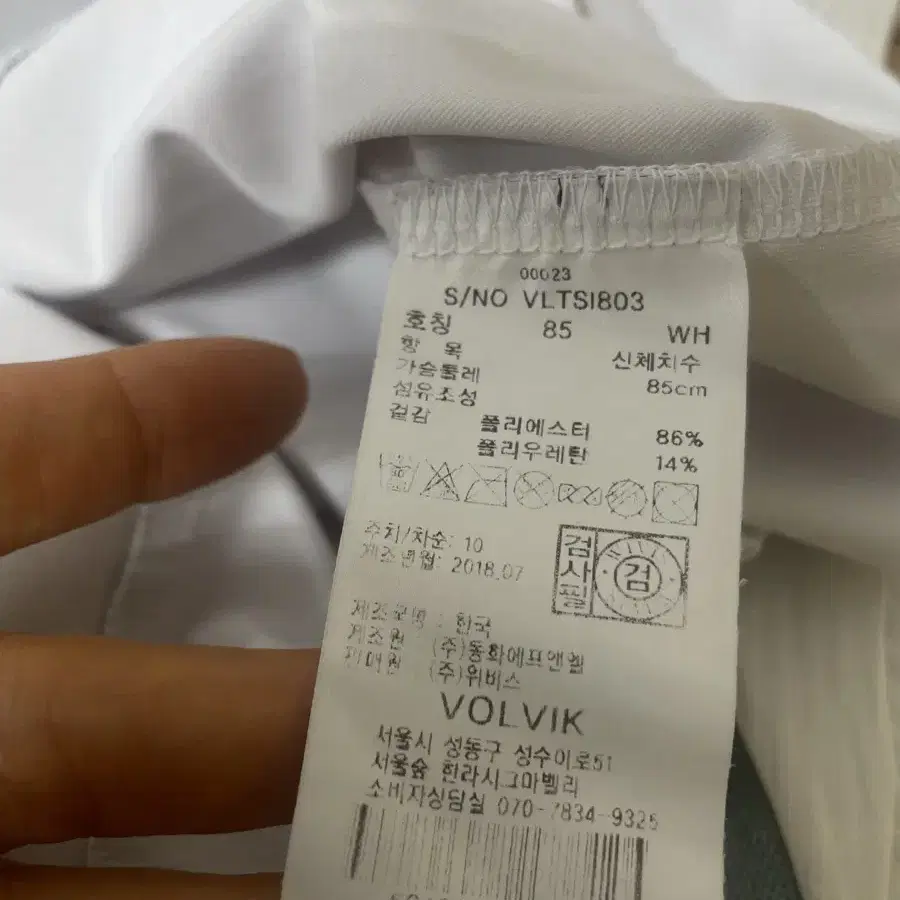 00023
S/NO VLTSI803
호칭 85 WH
항 목 신체치수
가슴둘레 85cm
섬유조성
겉감 폴리에스터 86%
폴리우레탄 14%
주치/차순: 10
제조년월: 2018.07
검사필 검
제조국명 : 한국
제조원 (주)동화에프앤엘
판매원 (주)위비스
VOLVIK
서울시 성동구 성수이로51
서울숲 한라시그마밸리
소비자상담실 070-7834-9325